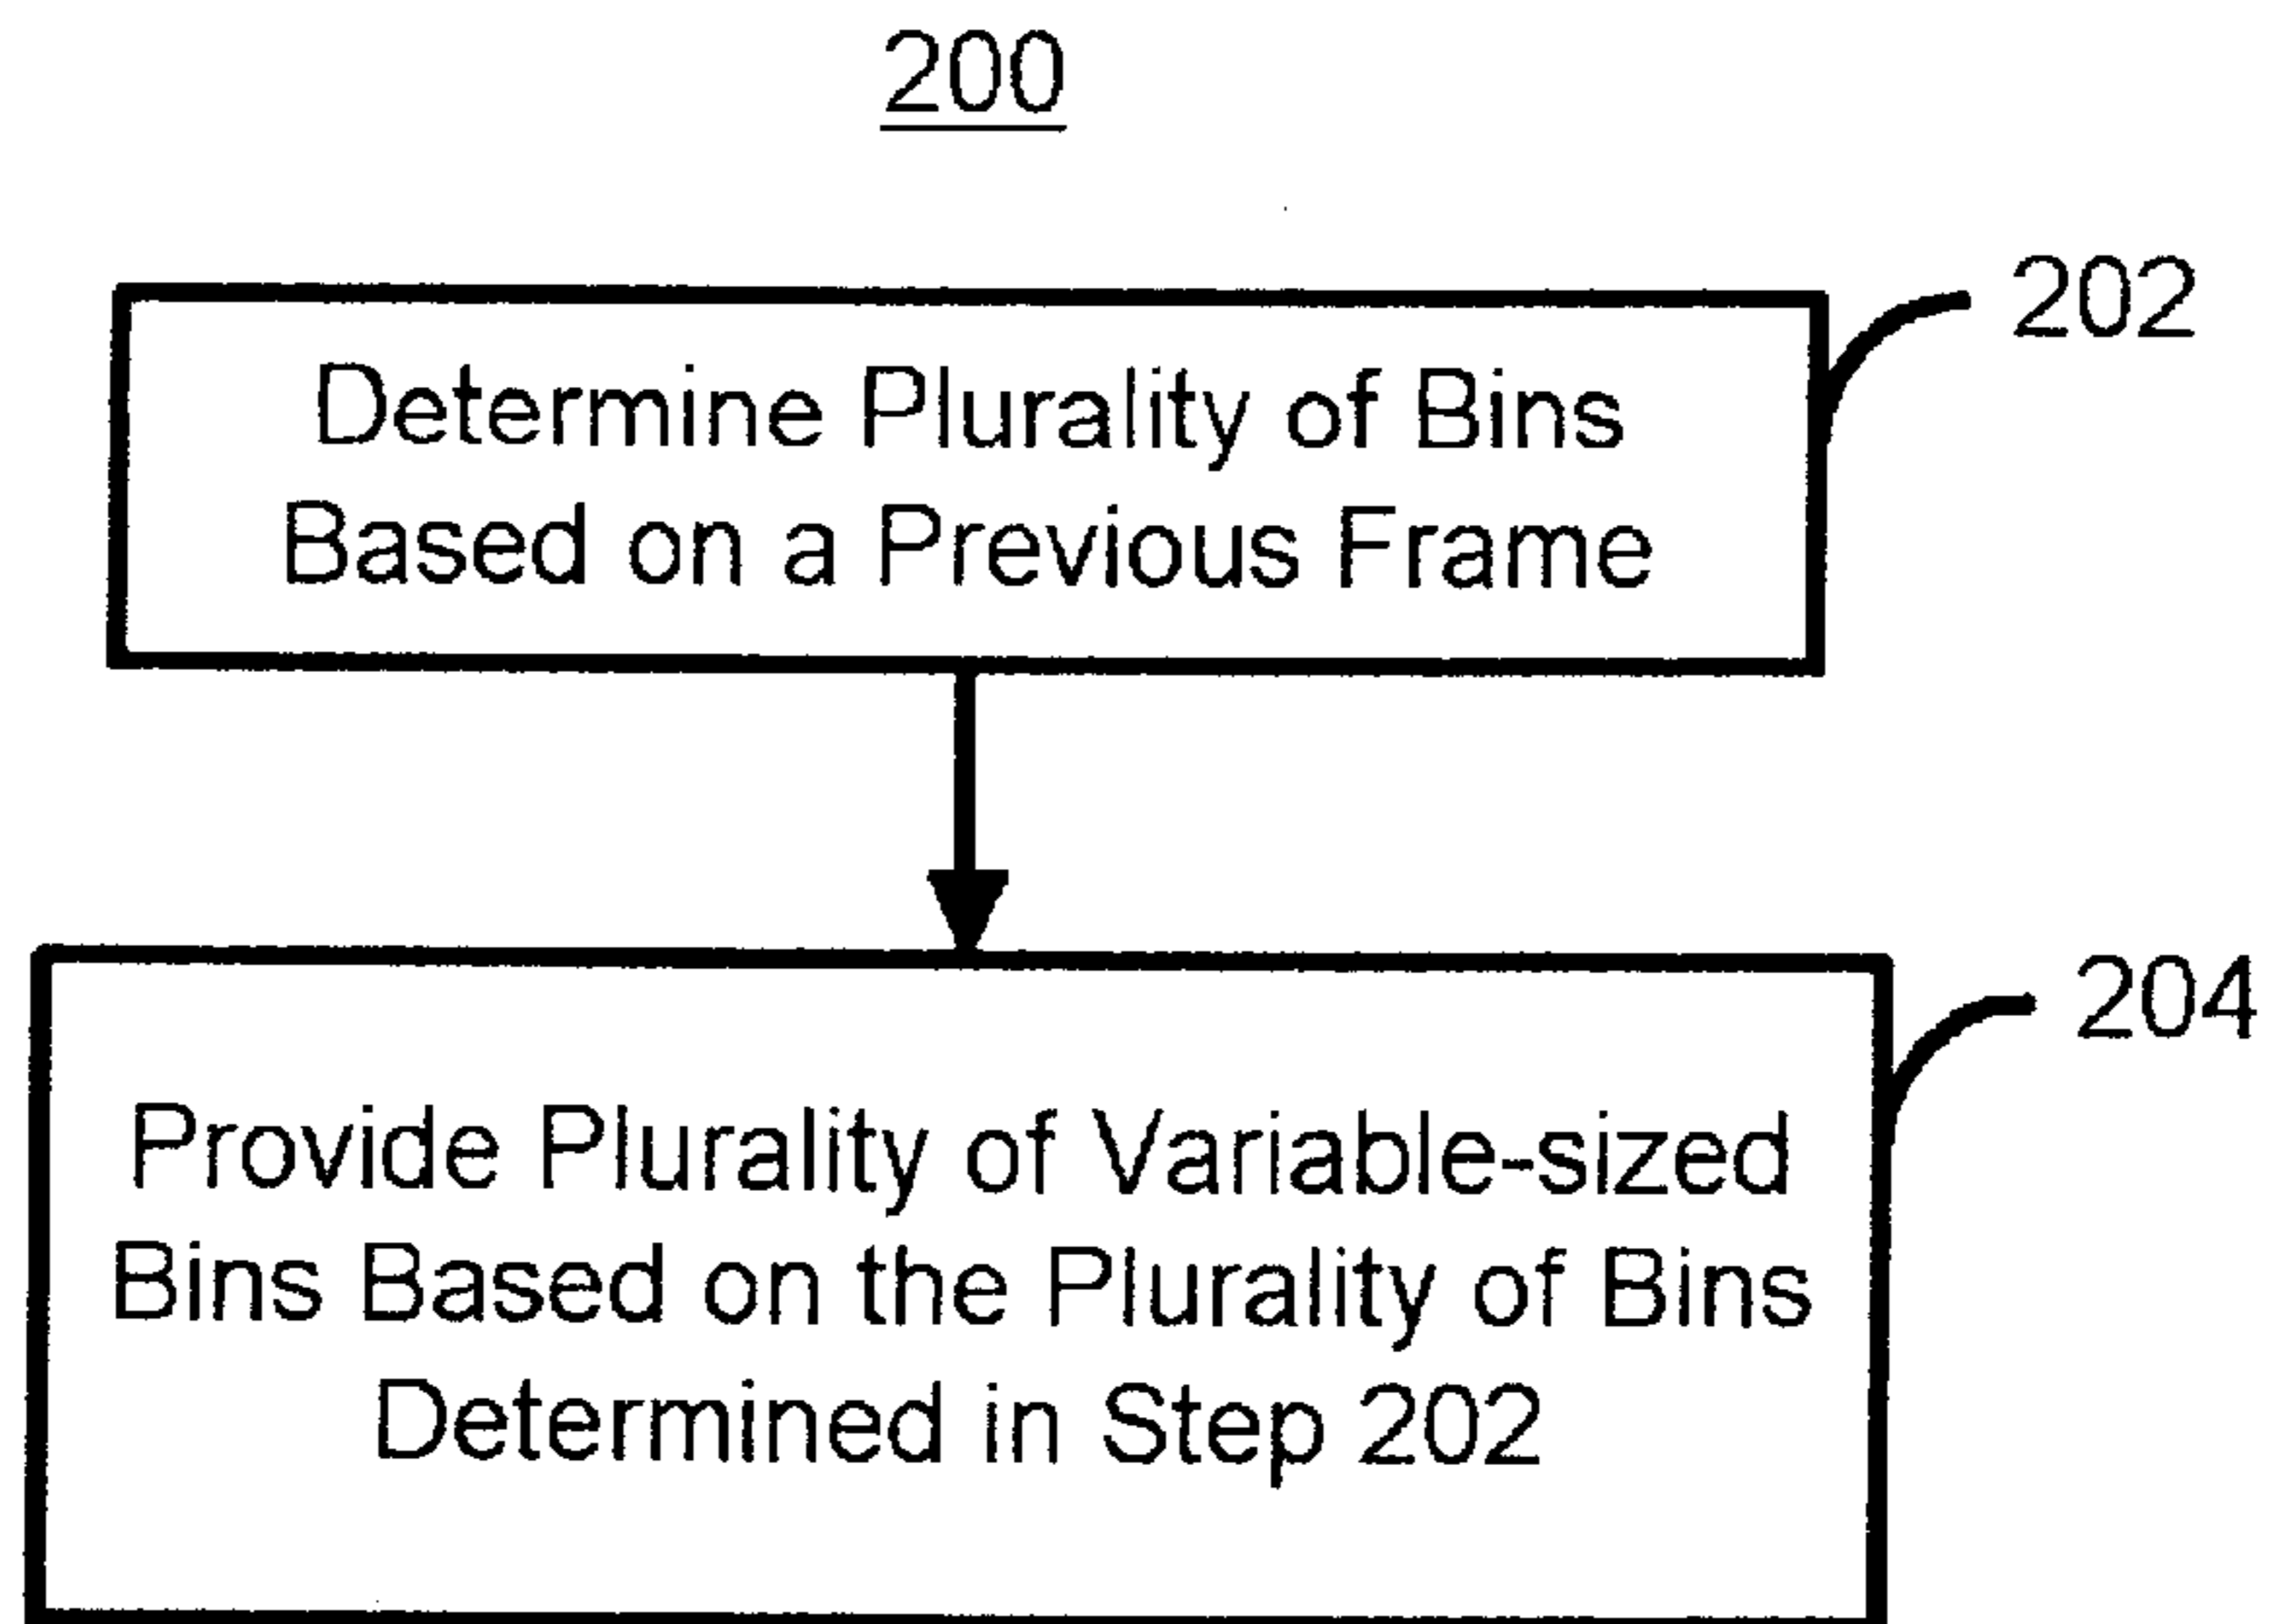 200
202
Determine Plurality of Bins
Based on a Previous Frame
204
Provide Plurality of Variable-sized
Bins Based on the Plurality of Bins
Determined in Step 202